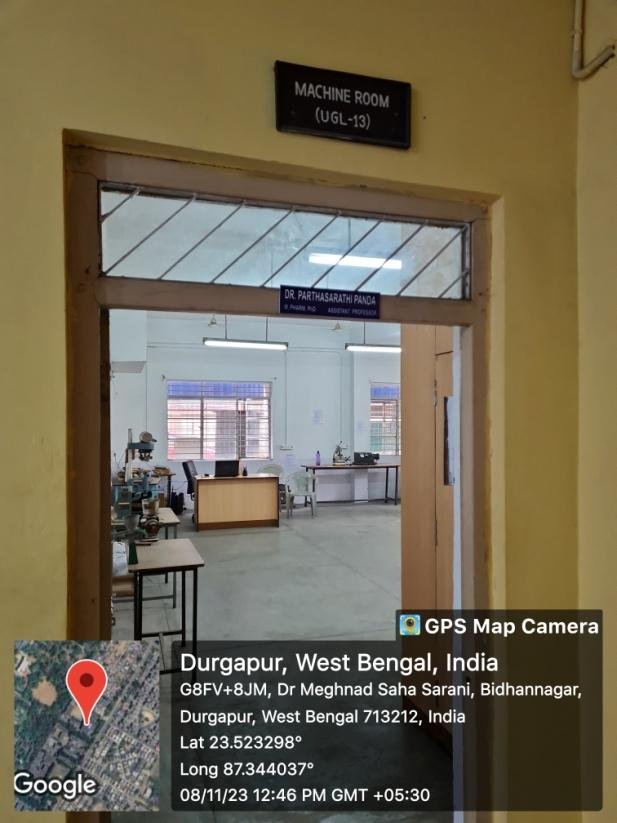 MACHINE ROOM
(UGL-13)
DR. PARTHASARATHI PANDA
M. PHARM, PhD ASSISTANT PROFESSOR
GPS Map Camera
Durgapur, West Bengal, India
G8FV+8JM, Dr Meghnad Saha Sarani, Bidhannagar,
Durgapur, West Bengal 713212, India
Lat 23.523298°
Long 87.344037°
08/11/23 12:46 PM GMT +05:30
Google